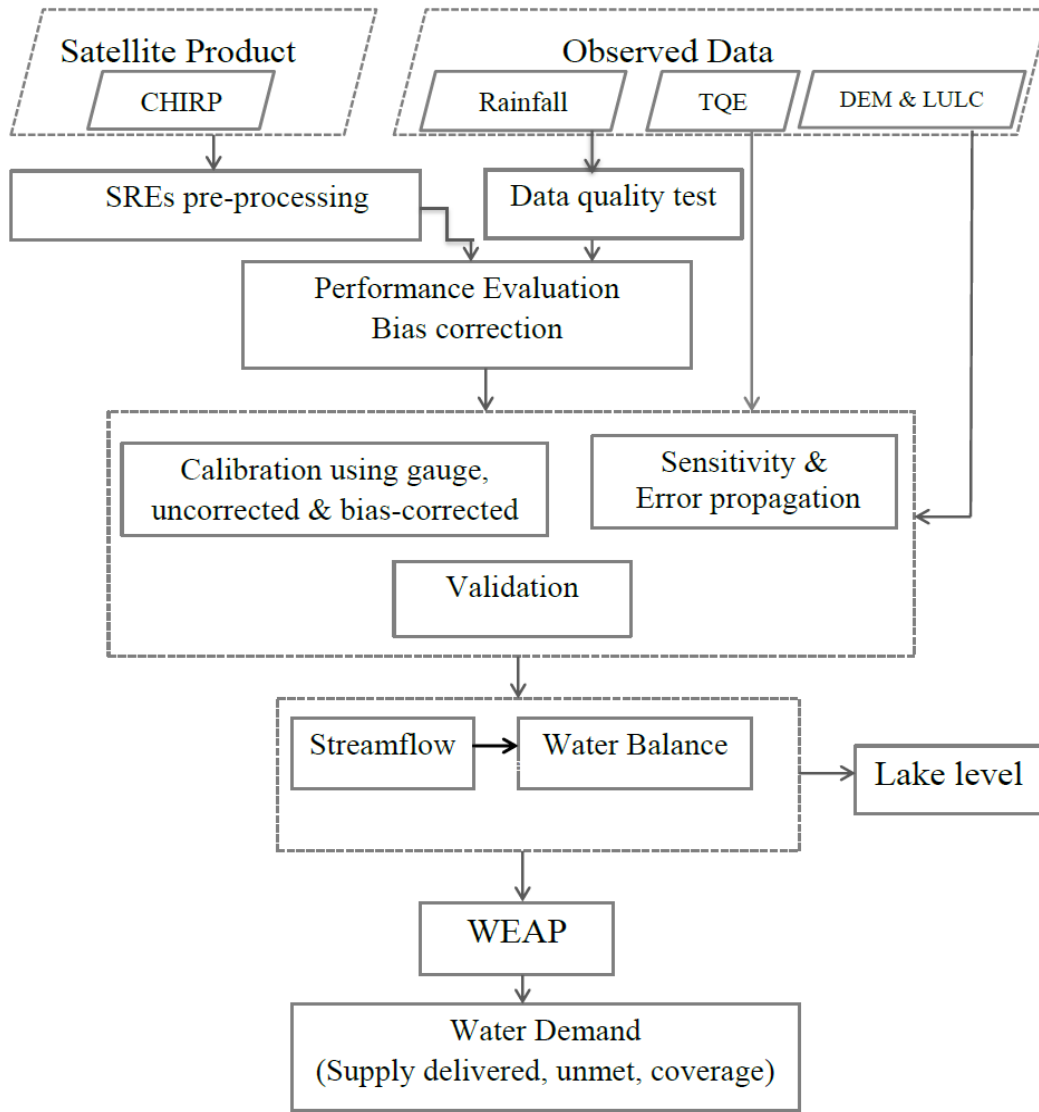 Satellite Product
CHIRP
Observed Data
Rainfall
TQE
DEM & LULC
SREs pre-processing
Data quality test
Performance Evaluation
Bias correction
Calibration using gauge,
uncorrected & bias-corrected
Sensitivity &
Error propagation
Validation
Streamflow
Water Balance
Lake level
WEAP
Water Demand
(Supply delivered, unmet, coverage)